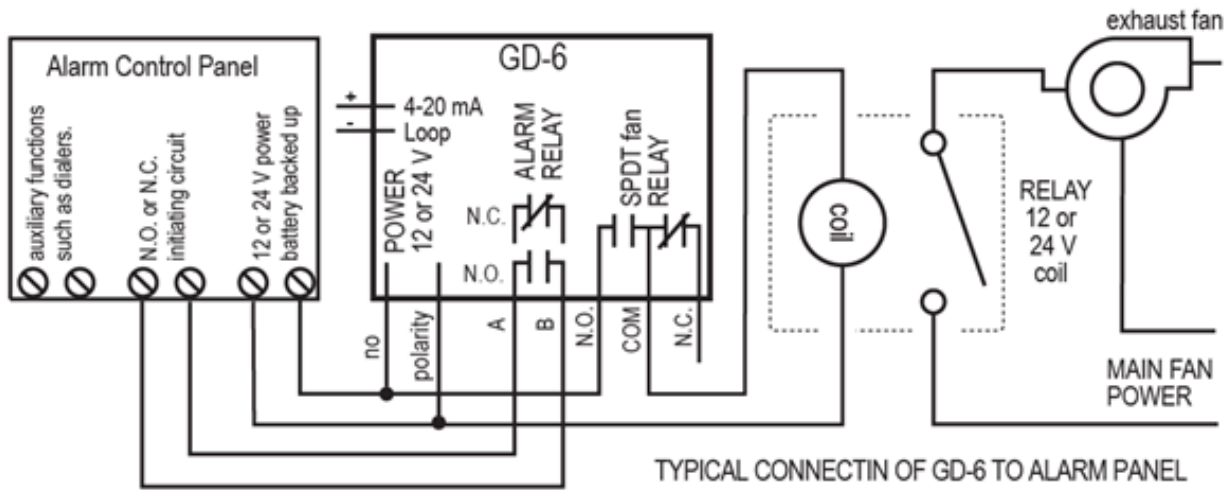 exhaust fan
Alarm Control Panel
GD-6
+
4-20 mA
-
Loop
auxiliary functions
such as dialers.
N.O. or N.C.
initiating circuit
12 or 24 V power
battery backed up
POWER
12 or 24 V
ALARM
RELAY
N.C.
N.O.
SPDT fan
RELAY
coil
RELAY
12 or
24 V
coil
no
polarity
A
B
N.O.
COM
N.C.
MAIN FAN
POWER
TYPICAL CONNECTIN OF GD-6 TO ALARM PANEL